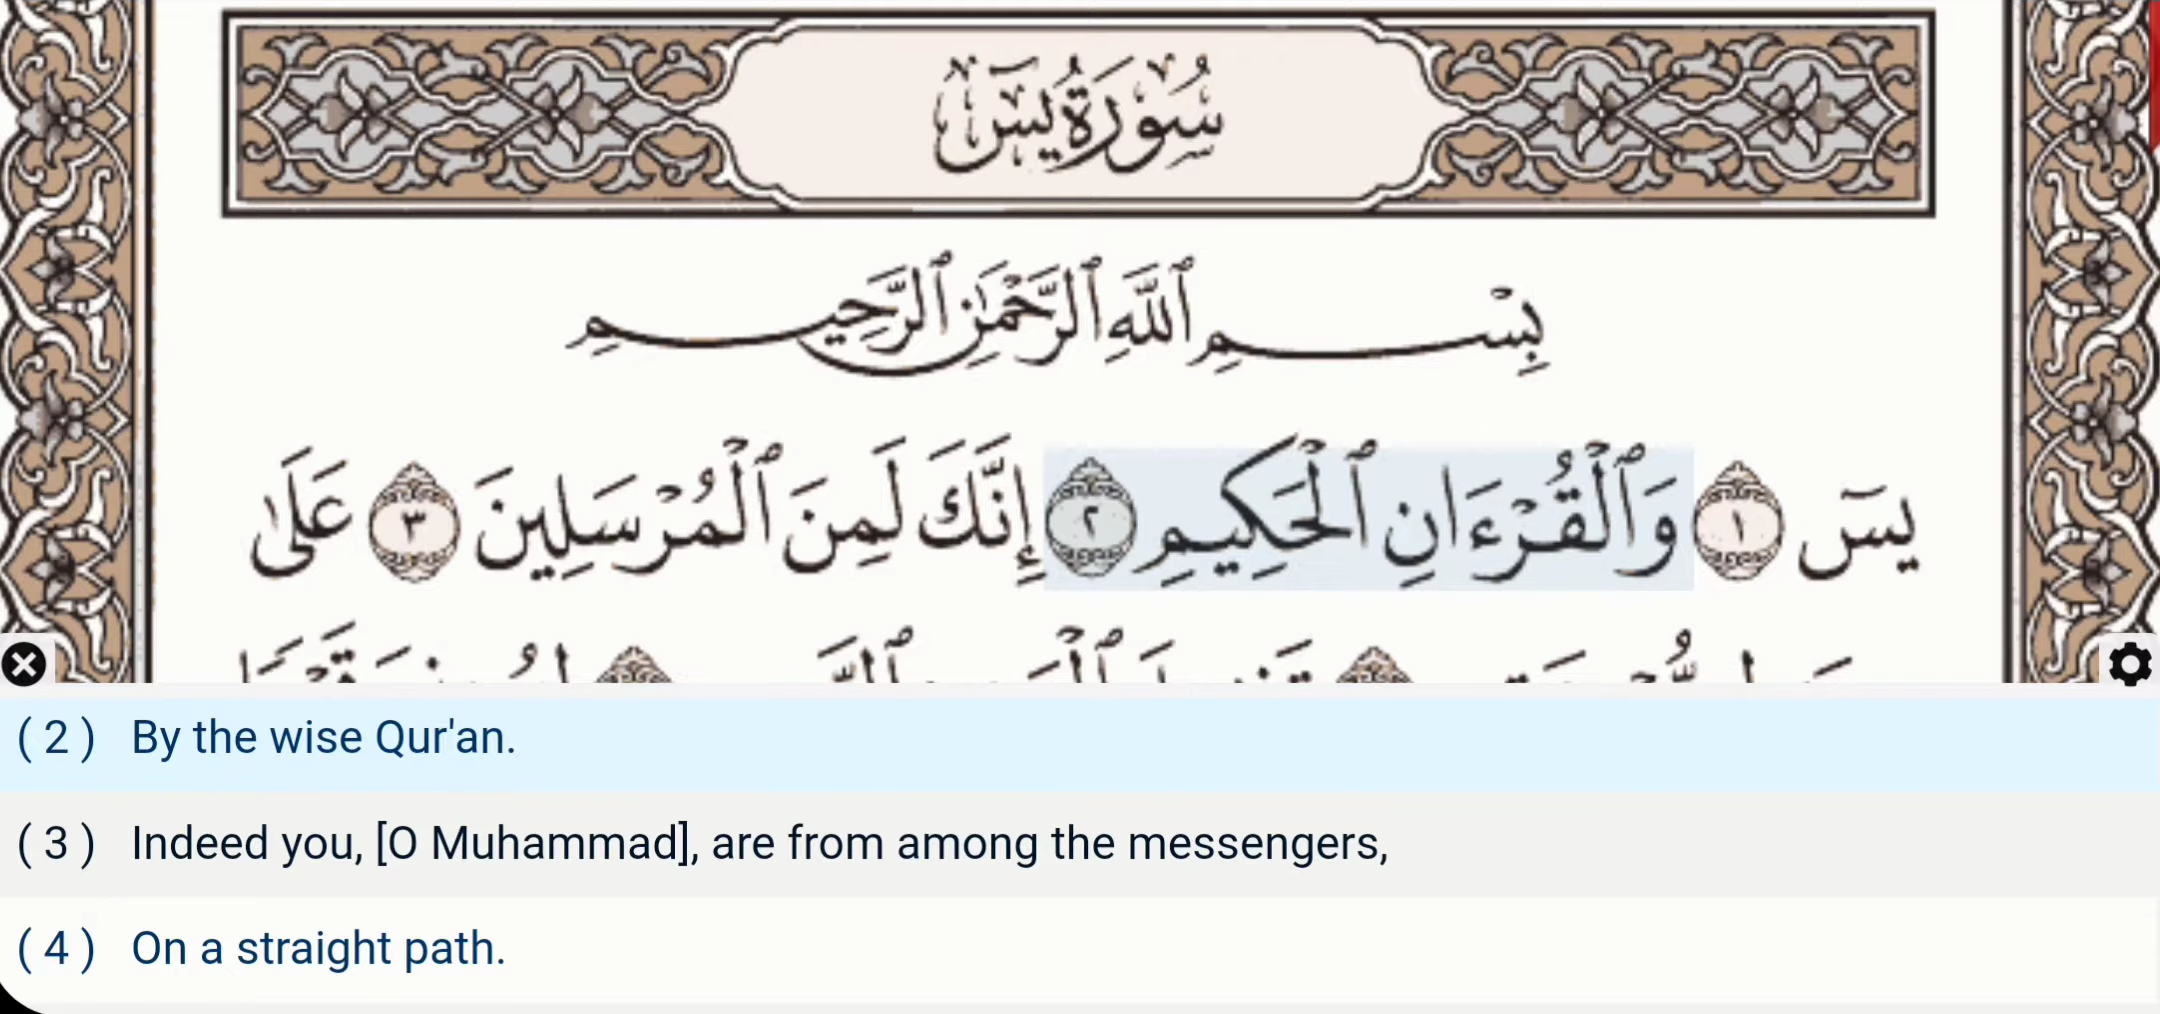 سُورَةُ يسٓ
بِسْمِ ٱللَّهِ ٱلرَّحْمَٰنِ ٱلرَّحِيمِ
يسٓ ١ وَٱلْقُرْءَانِ ٱلْحَكِيمِ ٢ إِنَّكَ لَمِنَ ٱلْمُرْسَلِينَ ٣ عَلَىٰ
( 2 ) By the wise Qur'an.
( 3 ) Indeed you, [O Muhammad], are from among the messengers,
( 4 ) On a straight path.